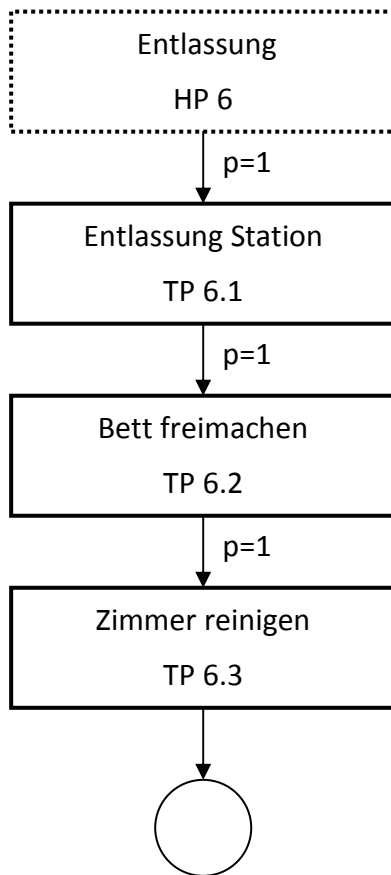 Entlassung
HP 6
p=1
Entlassung Station
TP 6.1
p=1
Bett freimachen
TP 6.2
p=1
Zimmer reinigen
TP 6.3